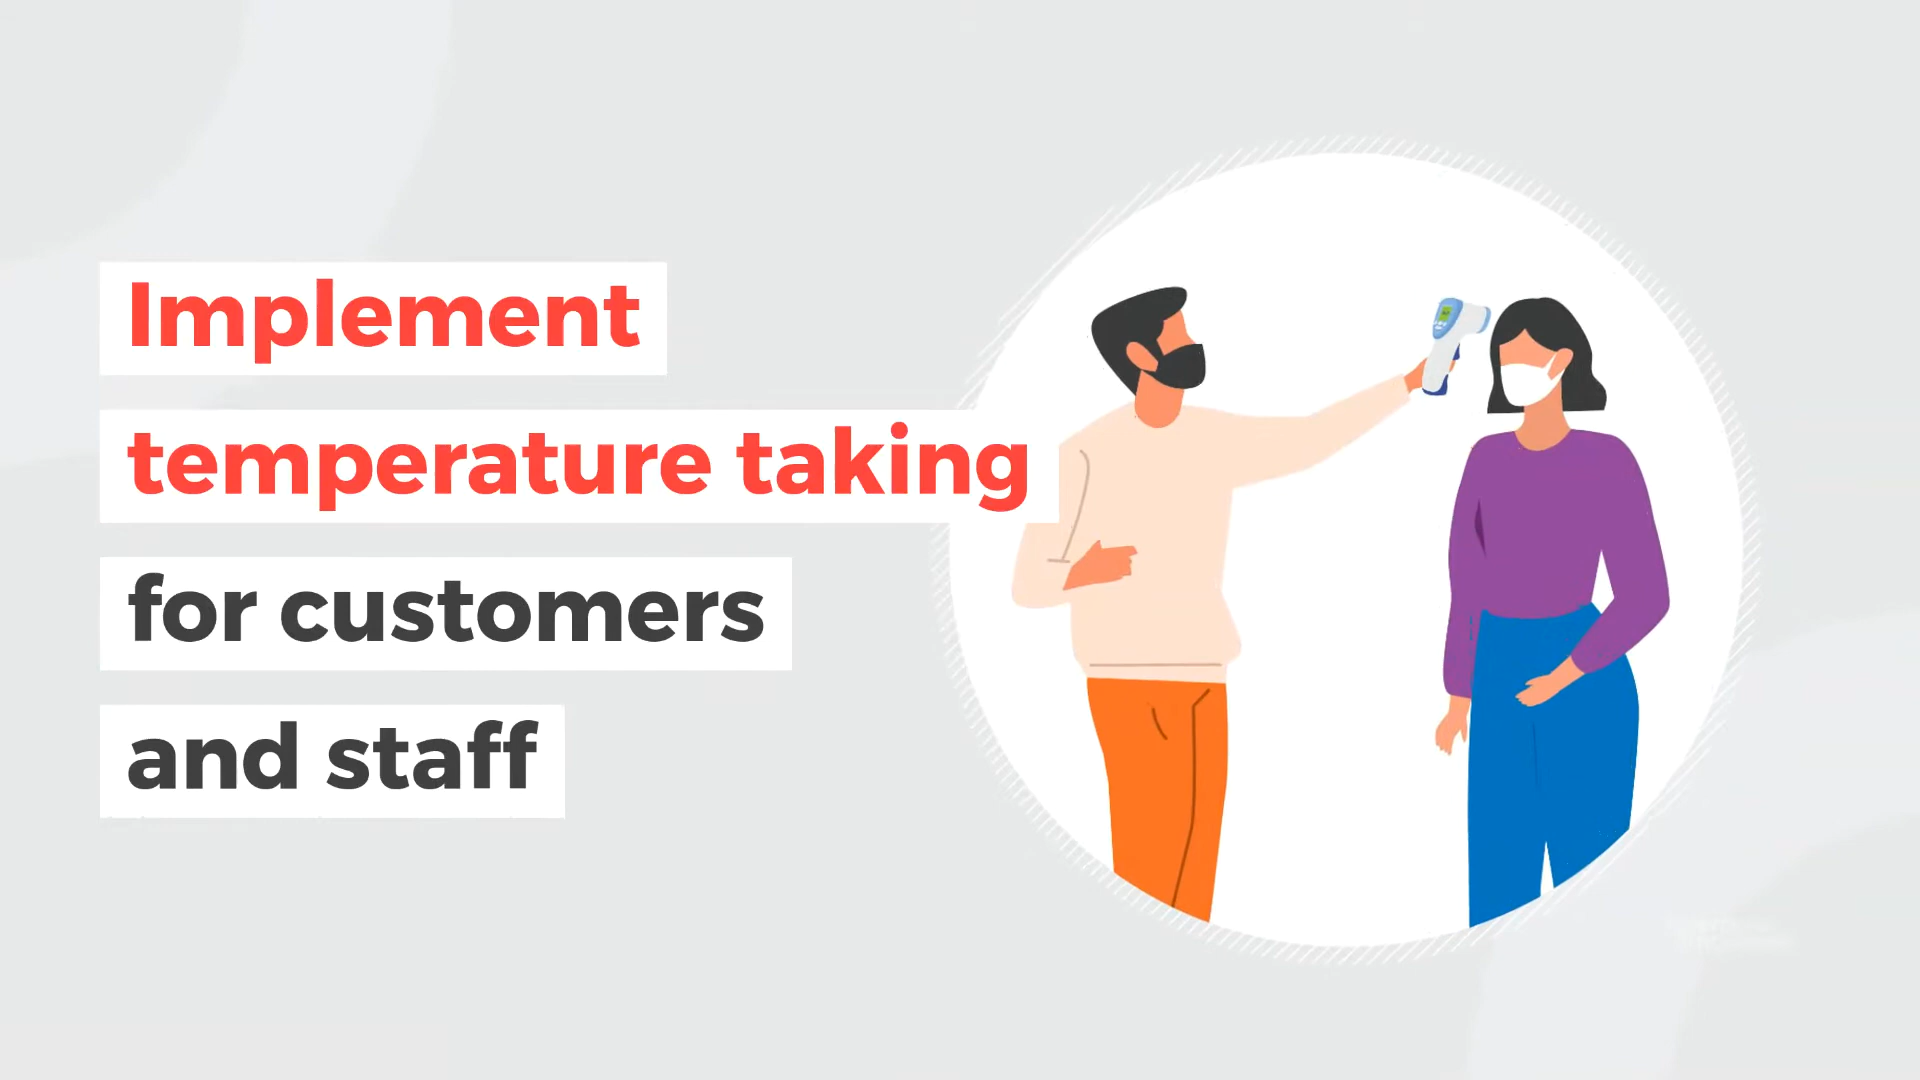 Implement
temperature taking
for customers
and staff